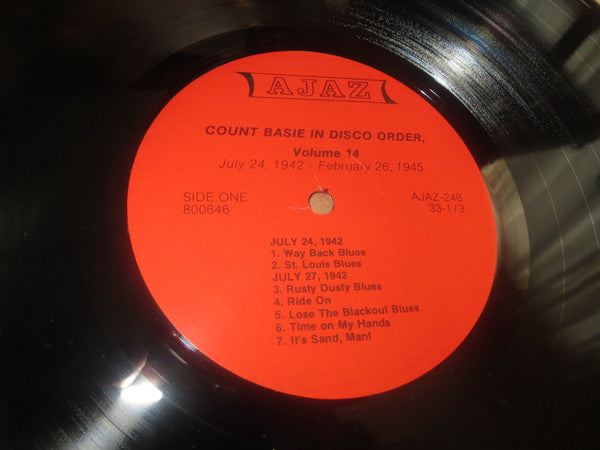 AJAZ
COUNT BASIE IN DISCO ORDER,
Volume 14
July 24, 1942 - February 26, 1945
SIDE ONE
800646
AJAZ-248
33-1/3
JULY 24, 1942
1. Way Back Blues
2. St. Louis Blues
JULY 27, 1942
3. Rusty Dusty Blues
4. Ride On
5. Lose The Blackout Blues
6. Time on My Hands
7. It's Sand, Man!